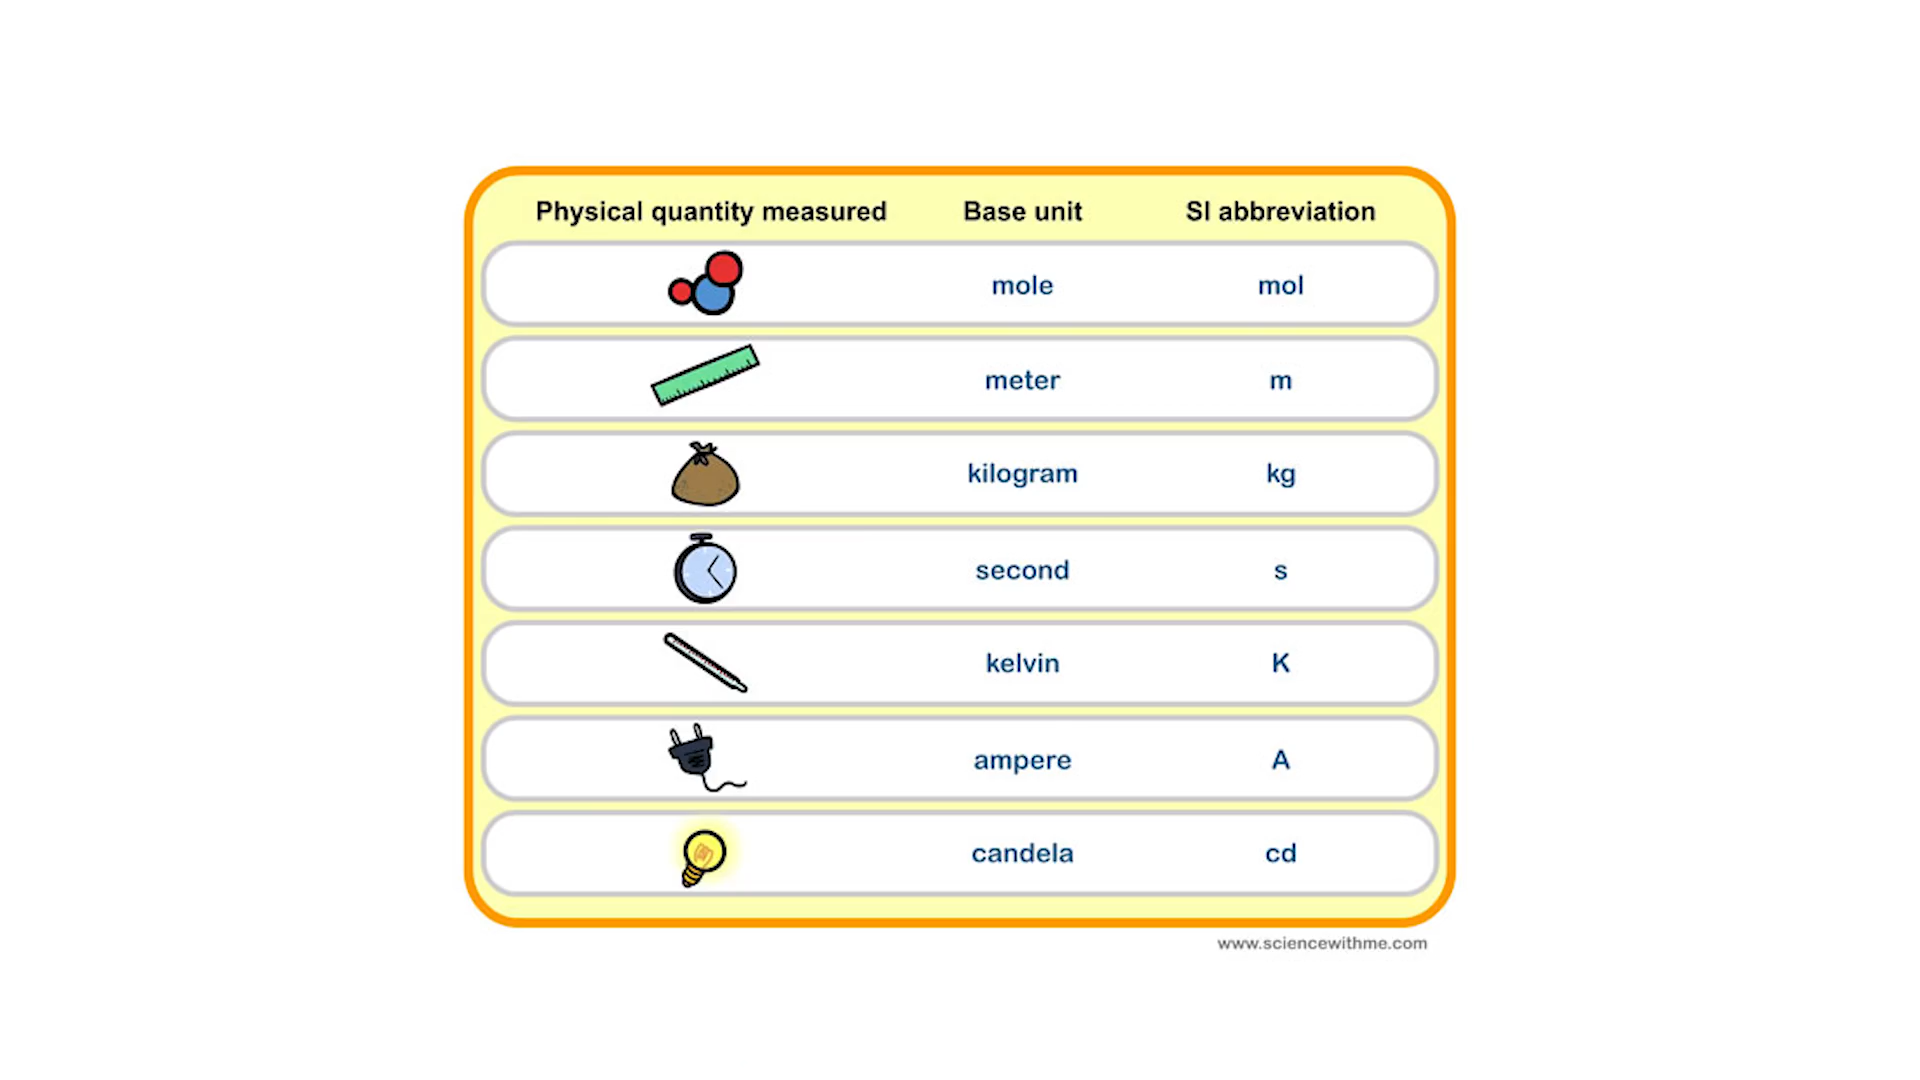 Physical quantity measured Base unit SI abbreviation
mole mol
meter m
kilogram kg
second s
kelvin K
ampere A
candela cd
www.sciencewithme.com